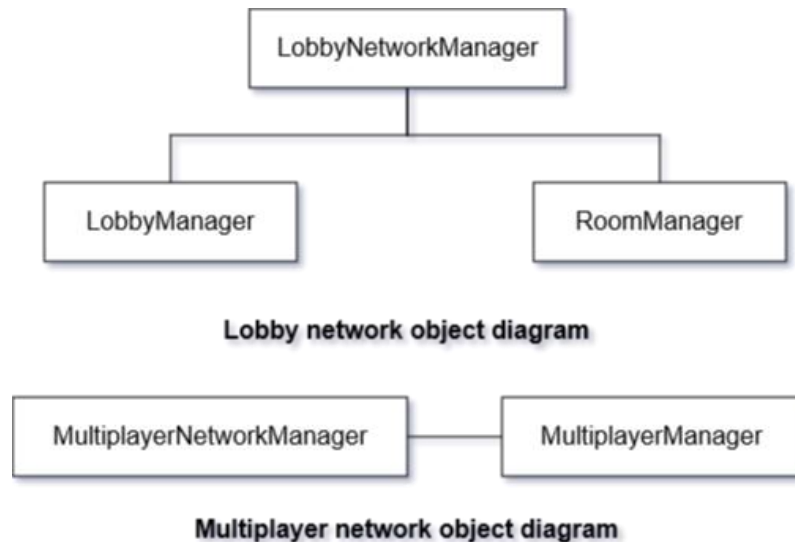 LobbyNetworkManager
LobbyManager
RoomManager
Lobby network object diagram
MultiplayerNetworkManager
MultiplayerManager
Multiplayer network object diagram